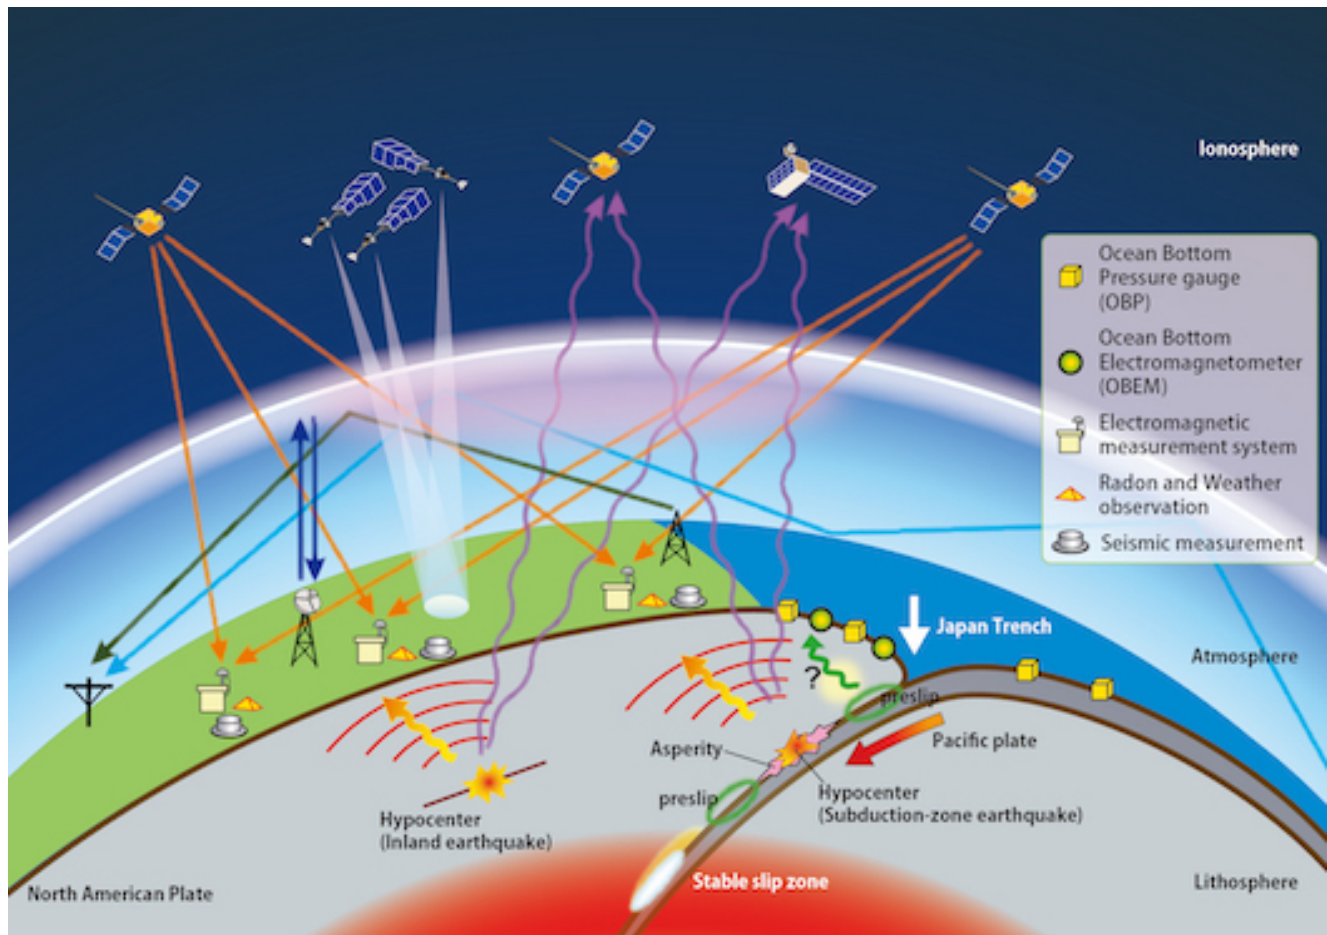 Ionosphere
Ocean Bottom
Pressure gauge
(OBP)
Ocean Bottom
Electromagnetometer
(OBEM)
Electromagnetic
measurement system
Radon and Weather
observation
Seismic measurement
Japan Trench
Atmosphere
?
preslip
Pacific plate
Asperity
preslip
Hypocenter
(Subduction-zone earthquake)
Hypocenter
(Inland earthquake)
Stable slip zone
North American Plate
Lithosphere